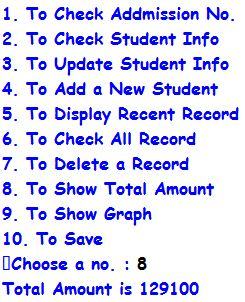 1. To Check Addmission No.
2. To Check Student Info
3. To Update Student Info
4. To Add a New Student
5. To Display Recent Record
6. To Check All Record
7. To Delete a Record
8. To Show Total Amount
9. To Show Graph
10. To Save
▯Choose a no. : 8
Total Amount is 129100